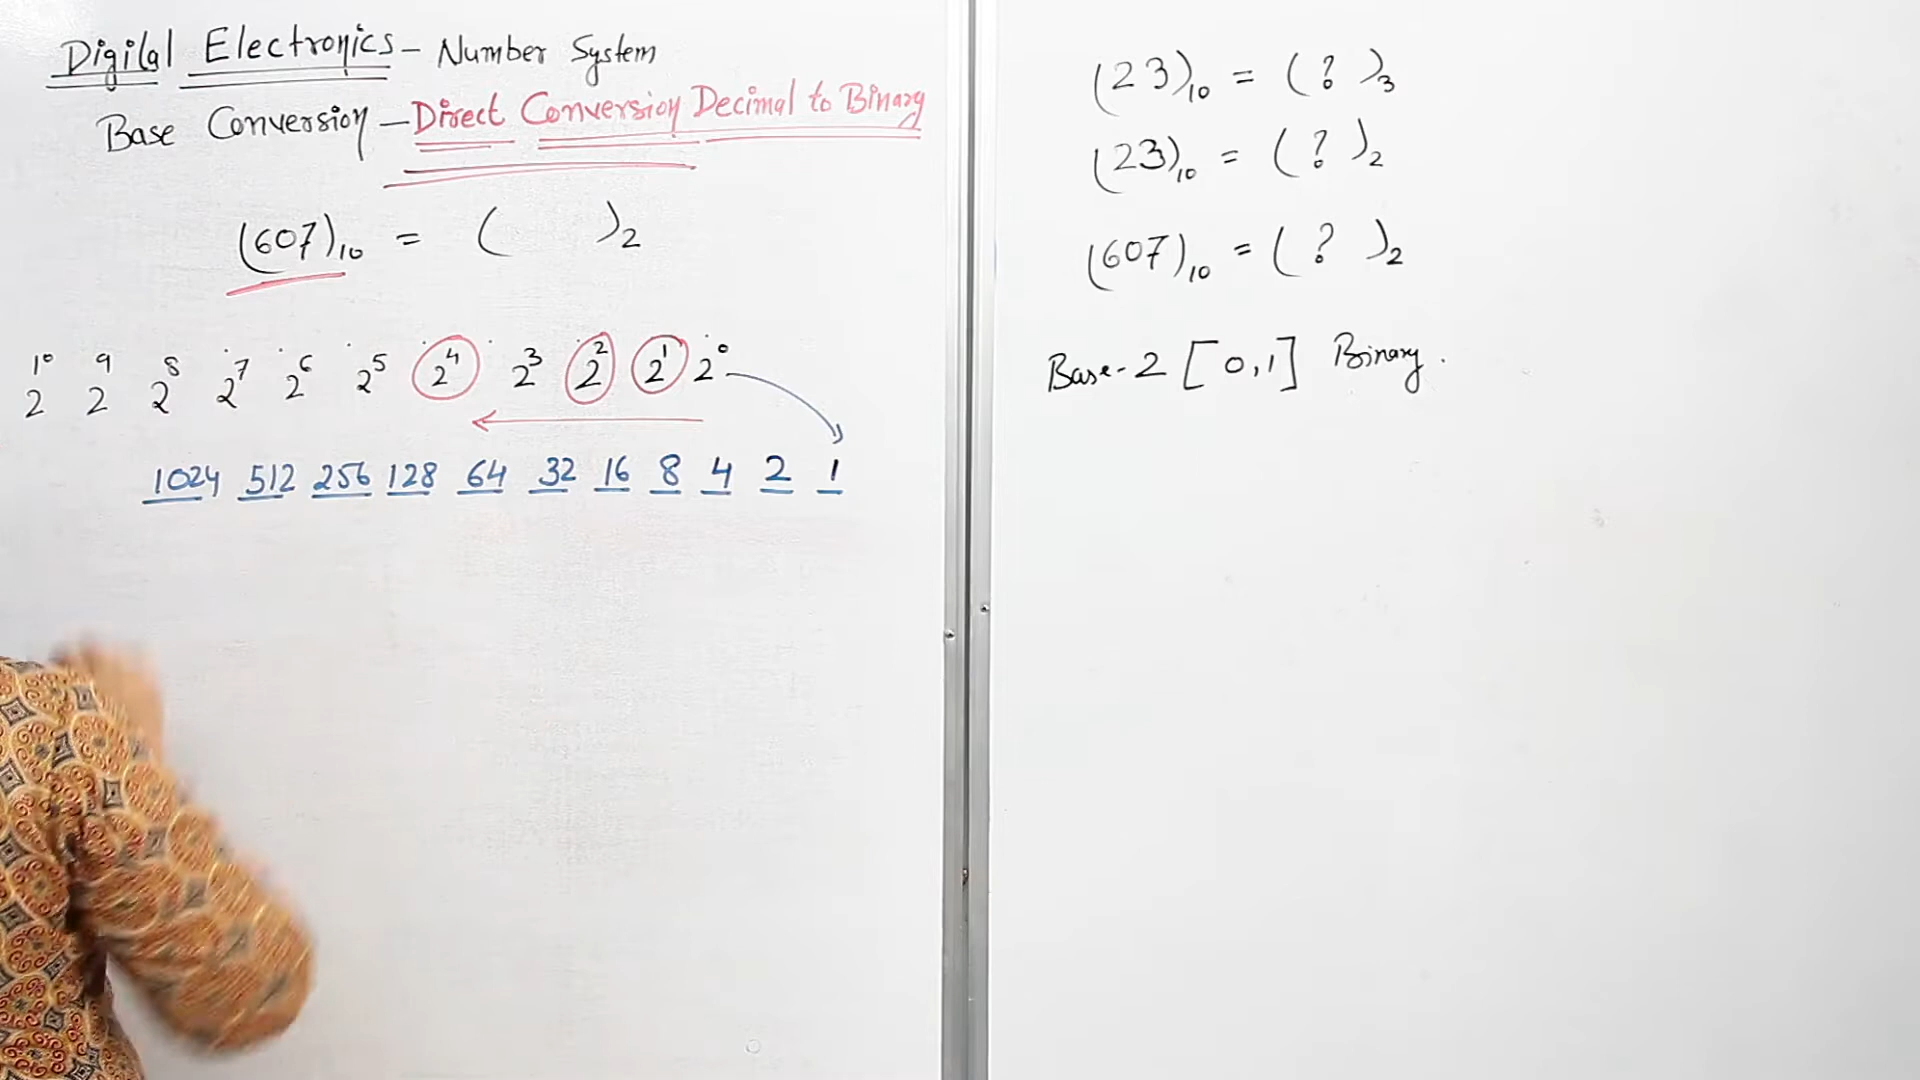 Digital Electronics - Number System
Base Conversion - Direct Conversion Decimal to Binary
(607)₁₀ = (    )₂
2¹⁰ 2⁹ 2⁸ 2⁷ 2⁶ 2⁵ 2⁴ 2³ 2² 2¹ 2⁰
1024 512 256 128 64 32 16 8 4 2 1
(23)₁₀ = ( ? )₃
(23)₁₀ = ( ? )₂
(607)₁₀ = ( ? )₂
Base-2 [0,1] Binary.